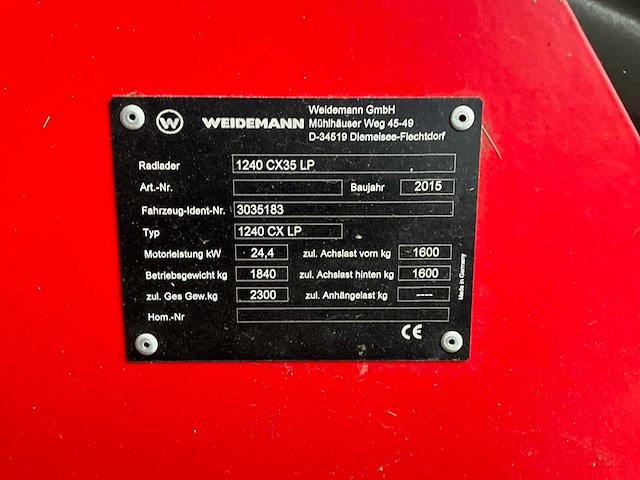 W WEIDEMANN
Weidemann GmbH
Mühlhäuser Weg 45-49
D-34519 Diemelsee-Flechtdorf
Radlader 1240 CX35 LP
Art.-Nr. Baujahr 2015
Fahrzeug-Ident-Nr. 3035183
Typ 1240 CX LP
Motorleistung kW 24,4 zul. Achslast vorn kg 1600
Betriebsgewicht kg 1840 zul. Achslast hinten kg 1600
zul. Ges Gew.kg 2300 zul. Anhängelast kg ----
Hom.-Nr
CE
Made in Germany